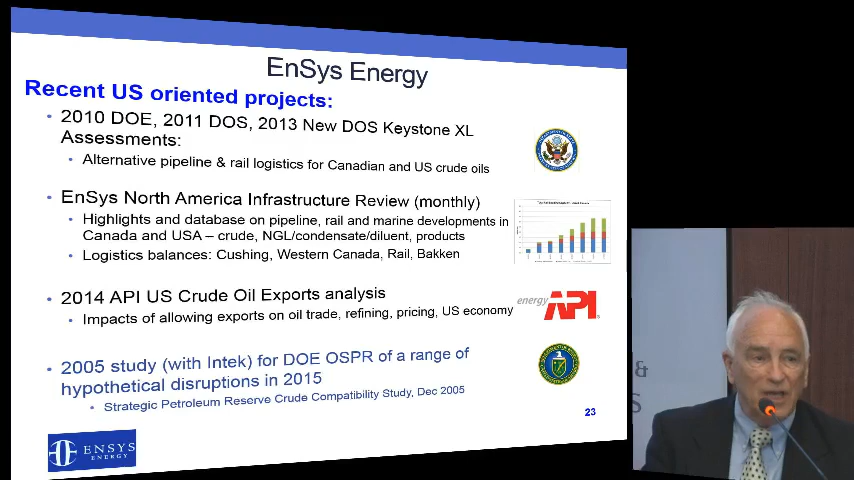 EnSys Energy
Recent US oriented projects:
• 2010 DOE, 2011 DOS, 2013 New DOS Keystone XL
Assessments:
• Alternative pipeline & rail logistics for Canadian and US crude oils
• EnSys North America Infrastructure Review (monthly)
• Highlights and database on pipeline, rail and marine developments in
Canada and USA – crude, NGL/condensate/diluent, products
• Logistics balances: Cushing, Western Canada, Rail, Bakken
• 2014 API US Crude Oil Exports analysis
energy API
• Impacts of allowing exports on oil trade, refining, pricing, US economy
• 2005 study (with Intek) for DOE OSPR of a range of
hypothetical disruptions in 2015
• Strategic Petroleum Reserve Crude Compatibility Study, Dec 2005
23
ENSYS
ENERGY
&
S